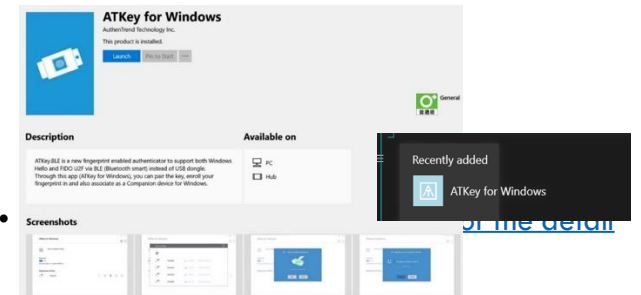 ATKey for Windows
AuthenTrend Technology Inc.
This product is installed.
Launch
Pin to Start
General
Description
Available on
ATKey.BLE is a new fingerprint enabled authenticator to support both Windows
Hello and FIDO U2F via BLE (Bluetooth smart) instead of USB dongle.
Through this app (ATKey for Windows), you can pair the key, enroll your
fingerprint in and also associate as a Companion device for Windows.
PC
Hub
Recently added
ATKey for Windows
the detail
Screenshots